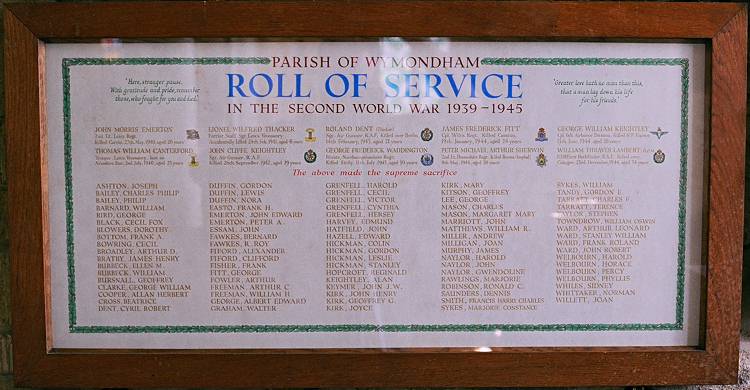 PARISH OF WYMONDHAM
ROLL OF SERVICE
IN THE SECOND WORLD WAR 1939-1945
"Here, stranger pause,
With gratitude and pride, remember
those, who fought for you and died."
"Greater love hath no man than this,
that a man lay down his life
for his friends."
JOHN MORRIS EMERTON
THOMAS WILLIAM CANTERFORD
LIONEL WILFRED THACKER
JOHN CLIFFE KEIGHTLEY
ROLAND DENT
GEORGE FREDERICK WADDINGTON
JAMES FREDERICK FITT
PETER MICHAEL ARTHUR SHERWIN
GEORGE WILLIAM KEIGHTLEY
WILLIAM THOMAS LAMBERT
The above made the supreme sacrifice
ASHTON, JOSEPH
BAILEY, CHARLES PHILIP
BAILEY, PHILIP
BARNARD, WILLIAM
BIRD, GEORGE
BLACK, CECIL FOX
BLOWERS, DOROTHY
BOTTOM, FRANK A.
BOWRING, CECIL
BROADLEY, ARTHUR D.
BRATBY, JAMES HENRY
BURBECK, ELLEN M.
BURBECK, WILLIAM
BURSNALL, GEOFFREY
CLARKE, GEORGE WILLIAM
COOPER, ALLAN HERBERT
CROSS, BEATRICE
DENT, CYRIL ROBERT
DUFFIN, GORDON
DUFFIN, LEWIS
DUFFIN, NORA
EASTO, FRANK H.
EMERTON, JOHN EDWARD
EMERTON, PETER A.
ESSAM, JOHN
FAWKES, BERNARD
FAWKES, R. ROY
FIFORD, ALEXANDER
FIFORD, CLIFFORD
FISHER, FRANK
FITT, GEORGE
FOWLER, ARTHUR
FREEMAN, ARTHUR C.
FREEMAN, WILLIAM H.
GEORGE, ALBERT EDWARD
GRAHAM, WALTER
GRENFELL, HAROLD
GRENFELL, CECIL
GRENFELL, VICTOR
GRENFELL, CYNTHIA
GRENFELL, HERSEY
HARVEY, EDMUND
HATFIELD, JOHN
HAZELL, EDWARD
HICKMAN, COLIN
HICKMAN, GORDON
HICKMAN, LESLIE
HICKMAN, STANLEY
HOPCROFT, REGINALD
KEIGHTLEY, ALAN
KEYMER, JOHN J.W.
KIRK, JOHN HENRY
KIRK, GEOFFREY G.
KIRK, JOYCE
KIRK, MARY
KITSON, GEOFFREY
LEE, GEORGE
MASON, CHARLES
MASON, MARGARET MARY
MARRIOTT, JOHN
MATTHEWS, WILLIAM R.
MILLER, ANDREW
MILLIGAN, JOAN
MURPHY, JAMES
NAYLOR, HAROLD
NAYLOR, JOHN
NAYLOR, GWENDOLINE
RAWLINGS, MARJORIE
ROBINSON, RONALD C.
SAUNDERS, DENNIS
SMITH, FRANCIS HARRY CHARLES
SYKES, MARJORIE CONSTANCE
SYKES, WILLIAM
TANDY, GORDON E.
TARRATT, CHARLES F.
TARRATT, TERENCE
TAYLOR, STEPHEN
TOWNDROW, WILLIAM OSWIN
WARD, ARTHUR LEONARD
WARD, STANLEY WILLIAM
WARD, FRANK ROLAND
WARD, JOHN ROBERT
WELBOURN, HAROLD
WELBOURN, HORACE
WELBOURN, PERCY
WELBOURN, PHYLLIS
WHILES, SIDNEY
WHITTAKER, NORMAN
WILLETT, JOAN